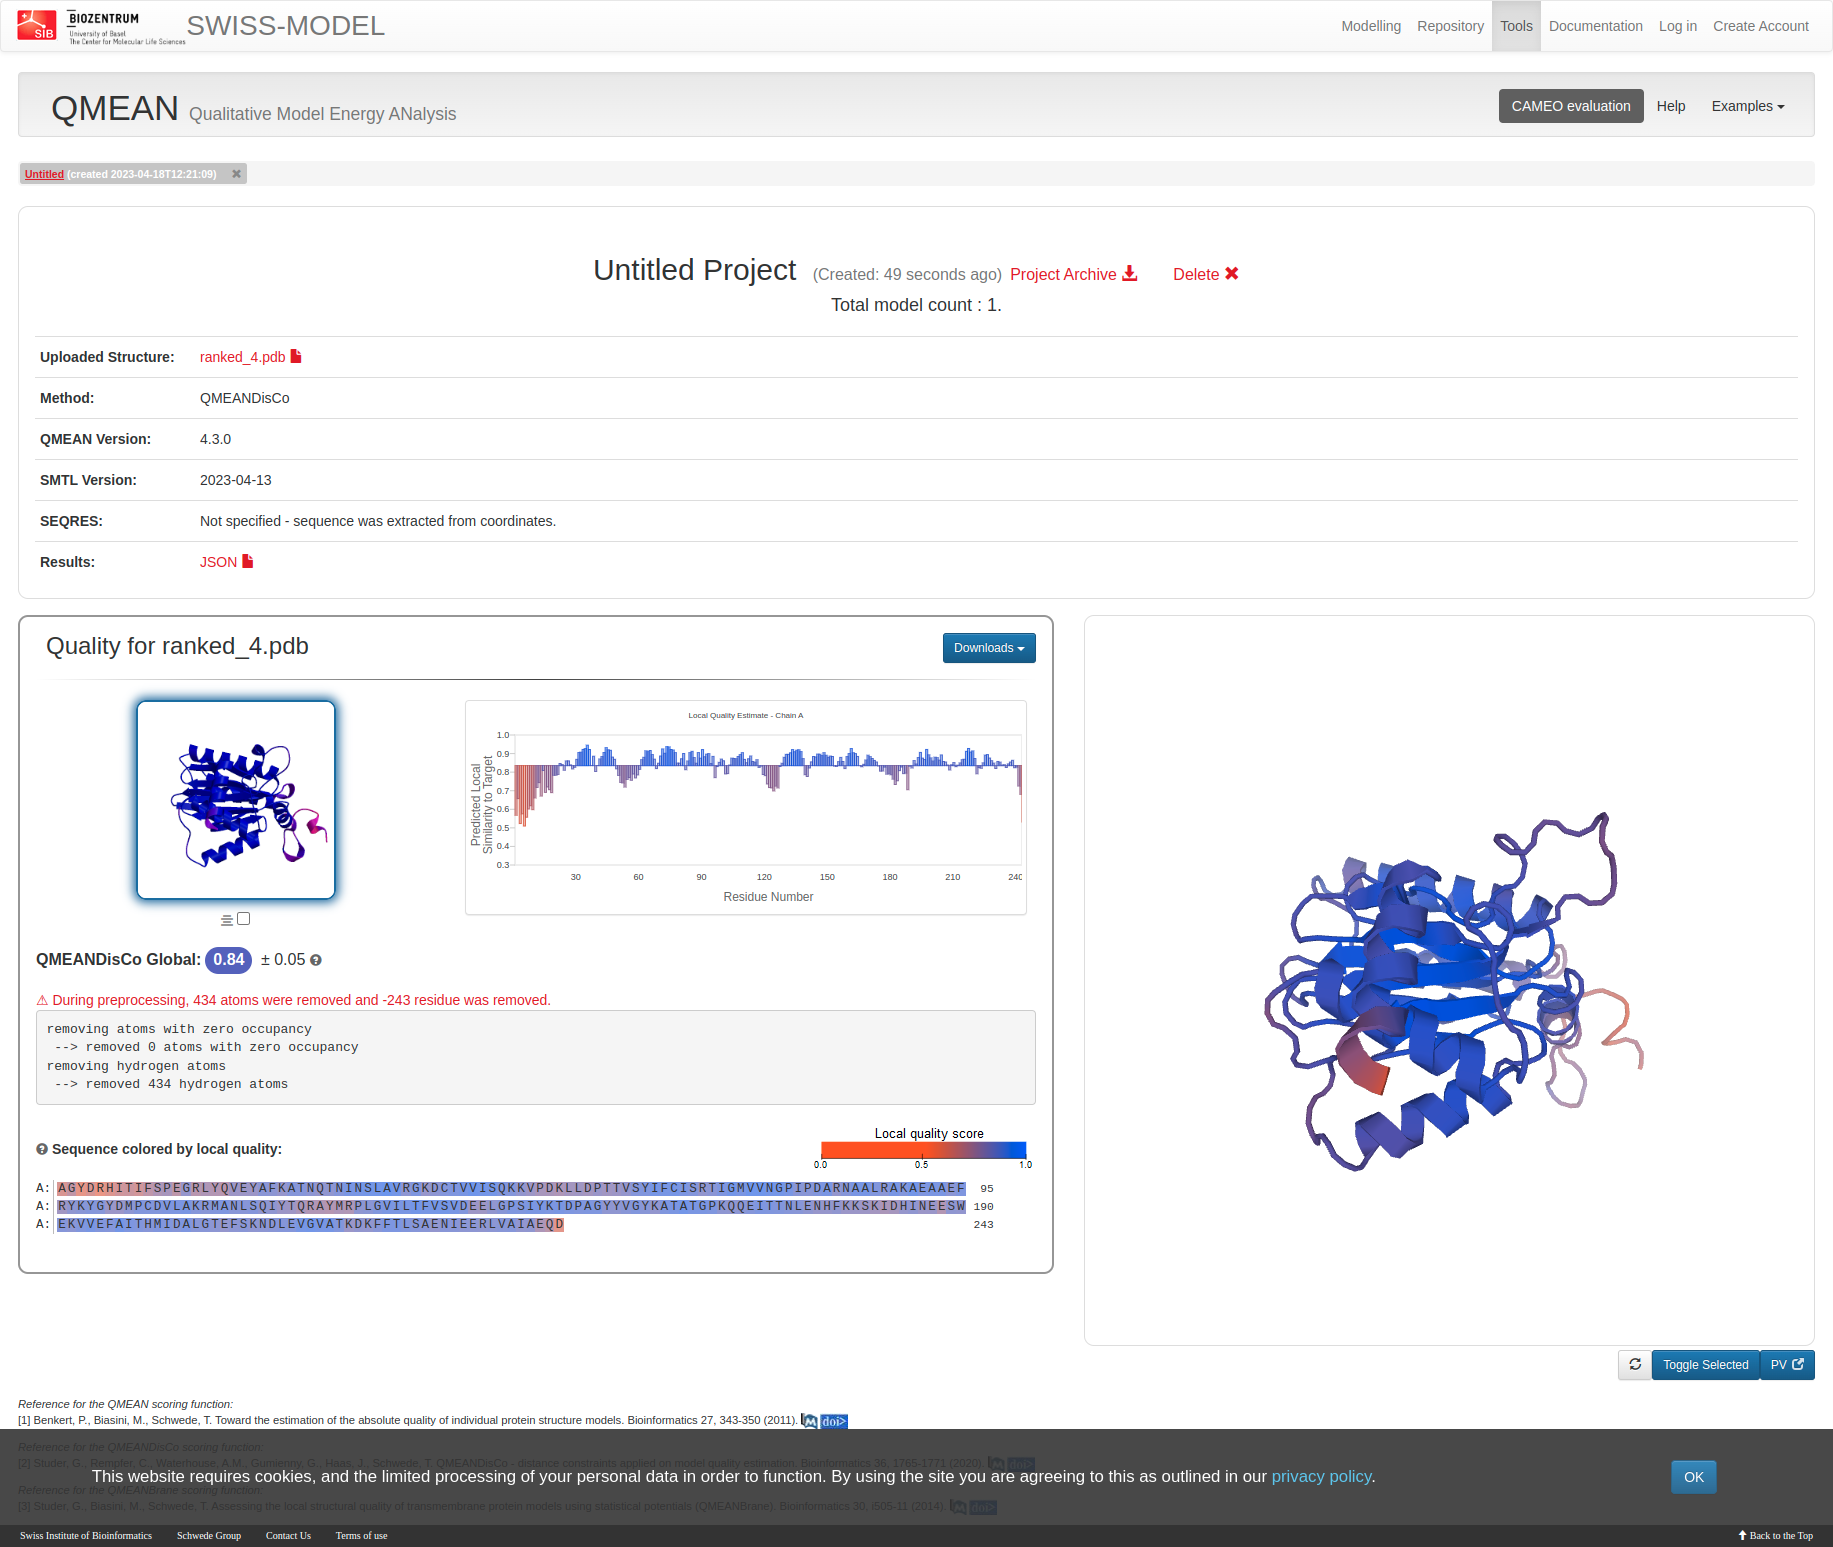 SIB
BIOZENTRUM
University of Basel
The Center for Molecular Life Sciences
SWISS-MODEL
Modelling Repository Tools Documentation Log in Create Account
QMEAN Qualitative Model Energy ANalysis
CAMEO evaluation Help Examples
Untitled (created 2023-04-18T12:21:09) ✖
Untitled Project (Created: 49 seconds ago) Project Archive Delete ✖
Total model count : 1.
Uploaded Structure: ranked_4.pdb
Method: QMEANDisCo
QMEAN Version: 4.3.0
SMTL Version: 2023-04-13
SEQRES: Not specified - sequence was extracted from coordinates.
Results: JSON
Quality for ranked_4.pdb
Downloads
Local Quality Estimate - Chain A
Predicted Local
Similarity to Target
1.0
0.9
0.8
0.7
0.6
0.5
0.4
0.3
30 60 90 120 150 180 210 240
Residue Number
QMEANDisCo Global: 0.84 ± 0.05
⚠ During preprocessing, 434 atoms were removed and -243 residue was removed.
removing atoms with zero occupancy
--> removed 0 atoms with zero occupancy
removing hydrogen atoms
--> removed 434 hydrogen atoms
Sequence colored by local quality:
Local quality score
0.0 0.5 1.0
A: AGYDRHITIFSPEGRLYQVEYAFKATNQTNINSLAVRGKDCTVVISQKKVPDKLLDPTTVSYIFCISRTIGMVVNGPIPDARNAALRAKAEAAEF 95
A: RYKYGYDMPCDVLAKRMANLSQIYTQRAYMRPLGVILTFVSVDEELGPSIYKTDPAGYYVGYKATATGPKQQEITTNLENHFKKSKIDHINEESW 190
A: EKVVEFAITHMIDALGTEFSKNDLEVGVATKDKFFTLSAENIEERLVAIAEQD 243
Toggle Selected PV
Reference for the QMEAN scoring function:
[1] Benkert, P., Biasini, M., Schwede, T. Toward the estimation of the absolute quality of individual protein structure models. Bioinformatics 27, 343-350 (2011). doi>
Reference for the QMEANDisCo scoring function:
[2] Studer, G., Rempfer, C., Waterhouse, A.M., Gumienny, G., Haas, J., Schwede, T. QMEANDisCo - distance constraints applied on model quality estimation. Bioinformatics 36, 1765-1771 (2020). doi>
This website requires cookies, and the limited processing of your personal data in order to function. By using the site you are agreeing to this as outlined in our privacy policy.
OK
Reference for the QMEANBrane scoring function:
[3] Studer, G., Biasini, M., Schwede, T. Assessing the local structural quality of transmembrane protein models using statistical potentials (QMEANBrane). Bioinformatics 30, i505-i11 (2014). doi>
Swiss Institute of Bioinformatics Schwede Group Contact Us Terms of use
Back to the Top